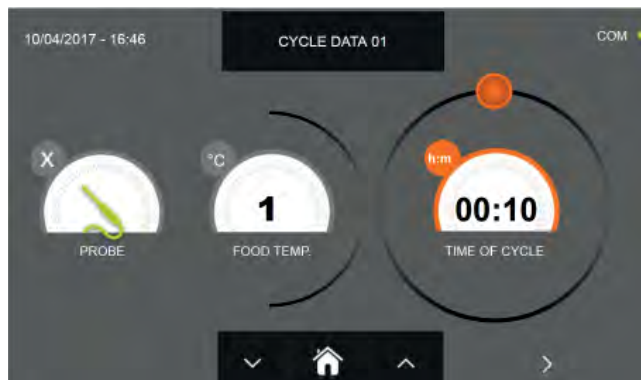 10/04/2017 - 16:46
CYCLE DATA 01
COM
X
°C
h:m
1
00:10
PROBE
FOOD TEMP.
TIME OF CYCLE